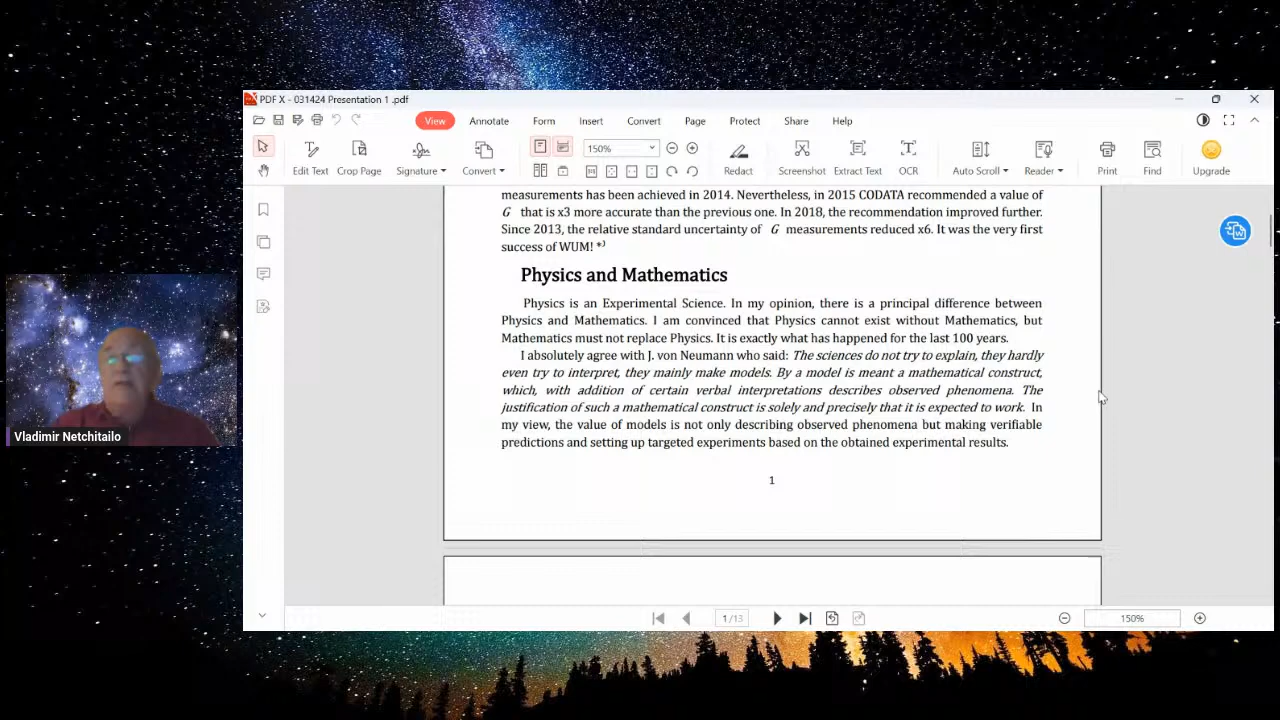 PDF X - 031424 Presentation 1 .pdf
View Annotate Form Insert Convert Page Protect Share Help
150%
Edit Text Crop Page Signature Convert Redact Screenshot Extract Text OCR Auto Scroll Reader Print Find Upgrade
measurements has been achieved in 2014. Nevertheless, in 2015 CODATA recommended a value of
G that is x3 more accurate than the previous one. In 2018, the recommendation improved further.
Since 2013, the relative standard uncertainty of G measurements reduced x6. It was the very first
success of WUM! *)
Physics and Mathematics
Physics is an Experimental Science. In my opinion, there is a principal difference between
Physics and Mathematics. I am convinced that Physics cannot exist without Mathematics, but
Mathematics must not replace Physics. It is exactly what has happened for the last 100 years.
I absolutely agree with J. von Neumann who said: The sciences do not try to explain, they hardly
even try to interpret, they mainly make models. By a model is meant a mathematical construct,
which, with addition of certain verbal interpretations describes observed phenomena. The
justification of such a mathematical construct is solely and precisely that it is expected to work. In
my view, the value of models is not only describing observed phenomena but making verifiable
predictions and setting up targeted experiments based on the obtained experimental results.
1
Vladimir Netchitailo
1 /13
150%